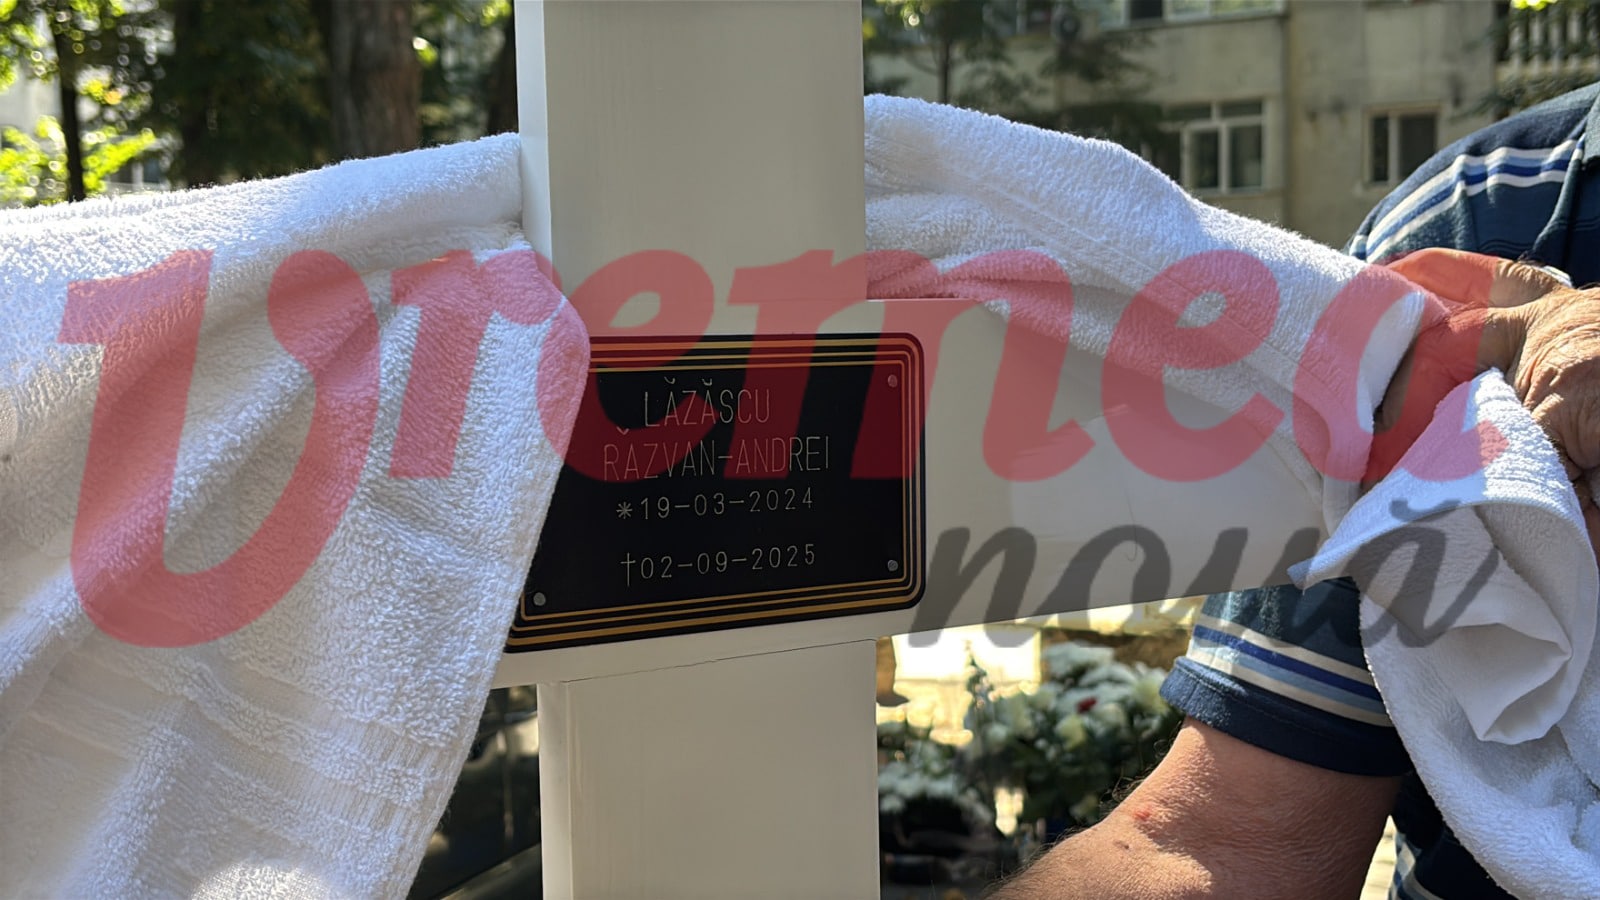 LĂZĂSCU
RĂZVAN-ANDREI
*19-03-2024
†02-09-2025
Vremea
nouă